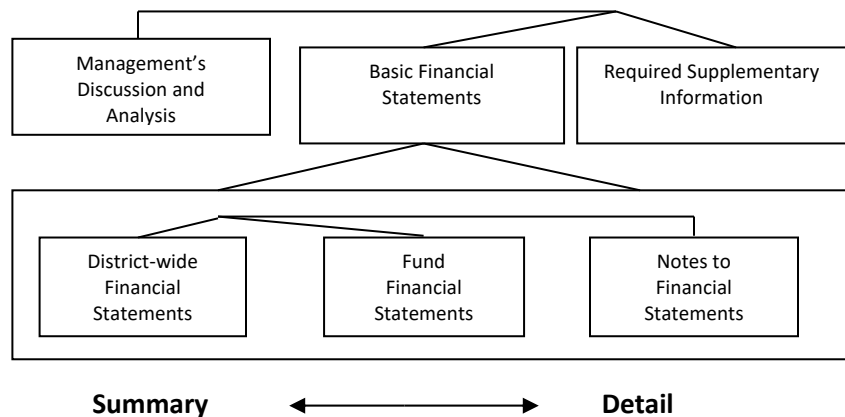 Management’s
Discussion and
Analysis
Basic Financial
Statements
Required Supplementary
Information
District-wide
Financial
Statements
Fund
Financial
Statements
Notes to
Financial
Statements
Summary
Detail